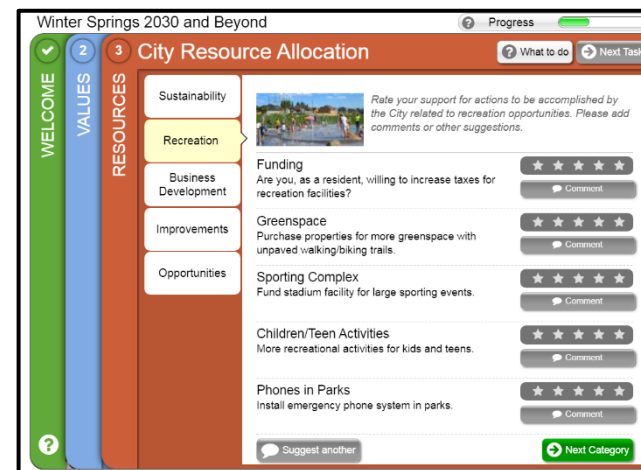 Winter Springs 2030 and Beyond
? Progress
WELCOME
2
VALUES
3
RESOURCES
City Resource Allocation
? What to do
Next Task
Sustainability
Recreation
Business
Development
Improvements
Opportunities
Rate your support for actions to be accomplished by
the City related to recreation opportunities. Please add
comments or other suggestions.
Funding
Are you, as a resident, willing to increase taxes for
recreation facilities?
Comment
Greenspace
Purchase properties for more greenspace with
unpaved walking/biking trails.
Comment
Sporting Complex
Fund stadium facility for large sporting events.
Comment
Children/Teen Activities
More recreational activities for kids and teens.
Comment
Phones in Parks
Install emergency phone system in parks.
Comment
?
Suggest another
Next Category